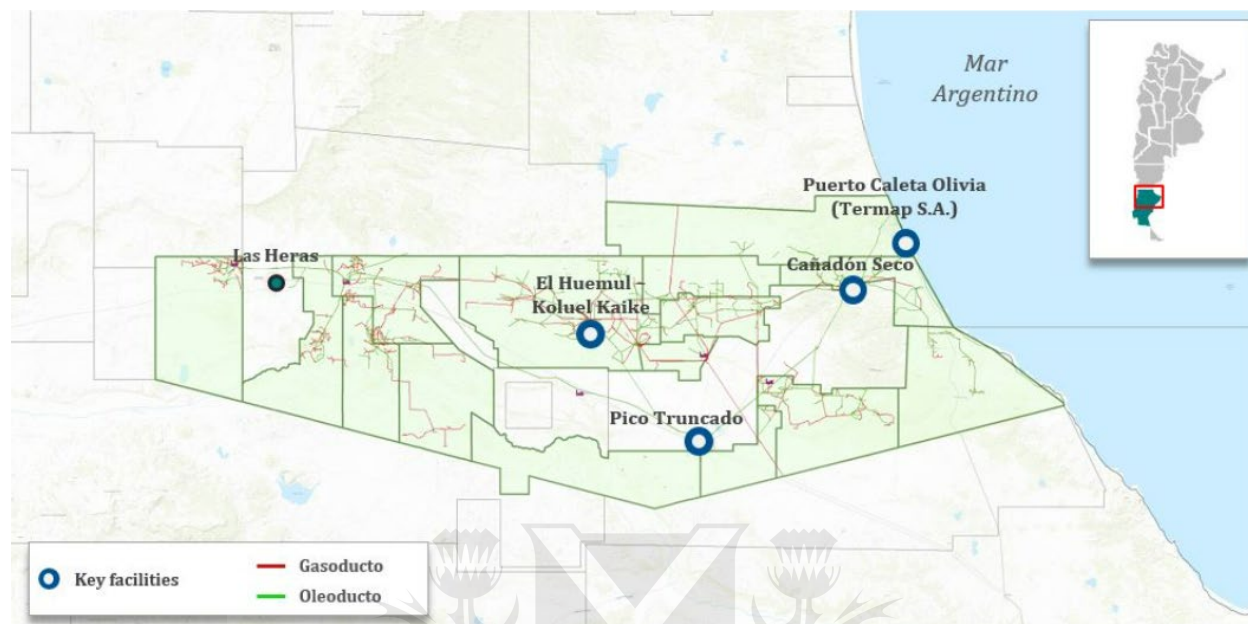 Mar
Argentino
Puerto Caleta Olivia
(Termap S.A.)
Las Heras
Cañadón Seco
El Huemul –
Koluel Kaike
Pico Truncado
Key facilities
Gasoducto
Oleoducto